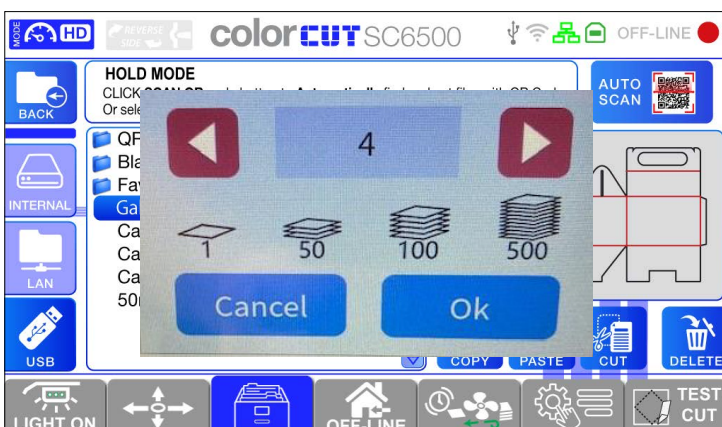 MODE
HD
REVERSE
SIDE
colorCUT SC6500
OFF-LINE
BACK
HOLD MODE
CLICK
Or sele
AUTO
SCAN
4
QF
Bla
Fav
INTERNAL
Ga
Ca
Ca
Ca
1
50
100
500
LAN
50
Cancel
Ok
USB
COPY
PASTE
CUT
DELETE
LIGHT ON
OFF-LINE
TEST
CUT